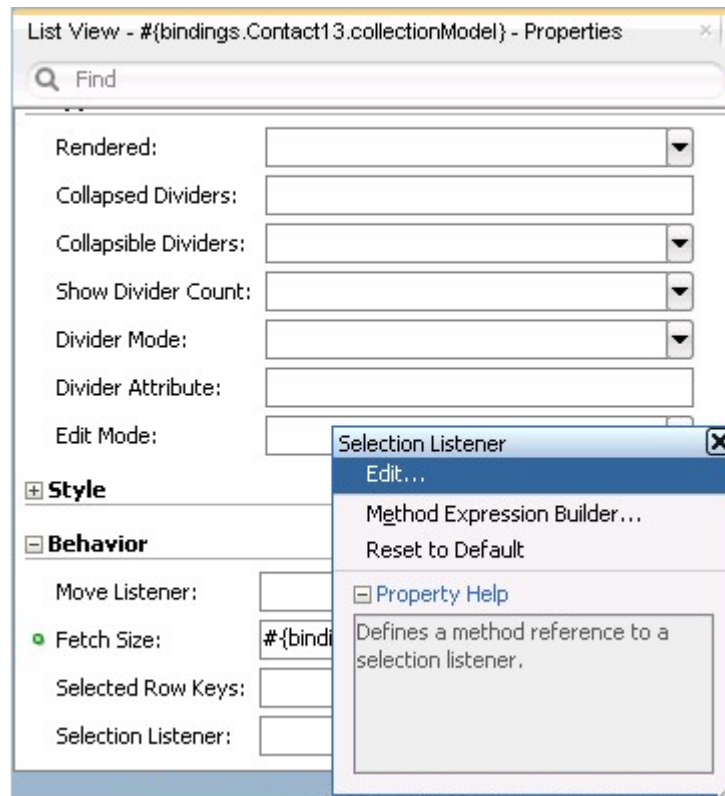 List View - #{bindings.Contact13.collectionModel} - Properties
Find
Rendered:
Collapsed Dividers:
Collapsible Dividers:
Show Divider Count:
Divider Mode:
Divider Attribute:
Edit Mode:
Style
Behavior
Move Listener:
Fetch Size: #{bindi
Selected Row Keys:
Selection Listener:
Selection Listener
Edit...
Method Expression Builder...
Reset to Default
Property Help
Defines a method reference to a
selection listener.